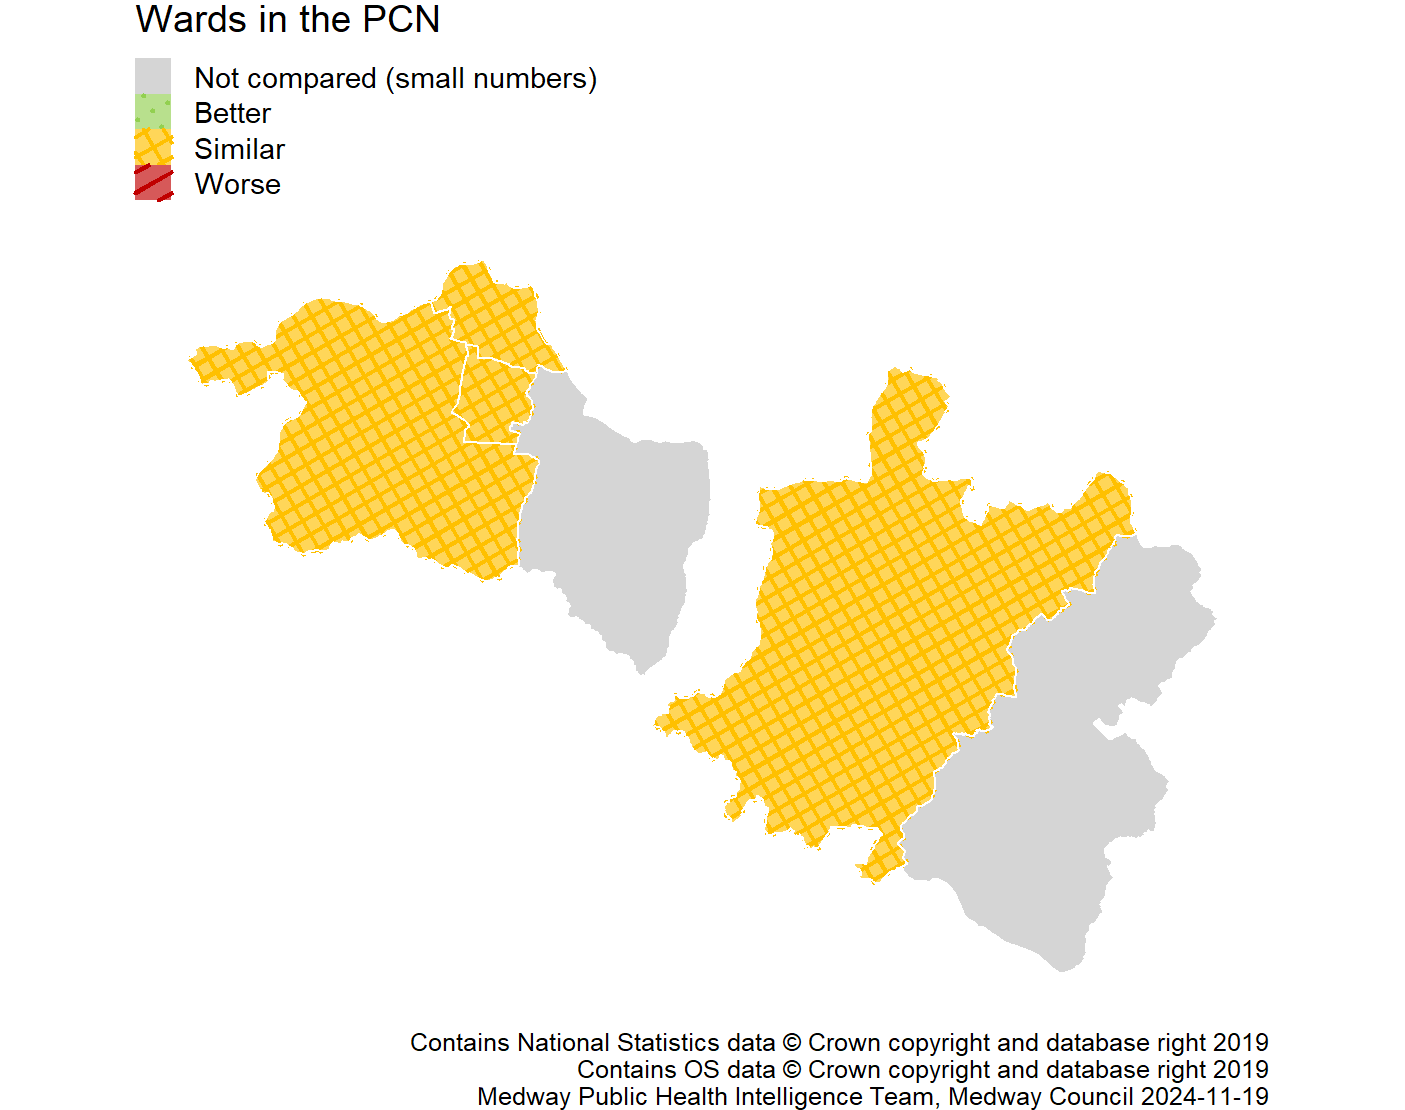 Wards in the PCN
Not compared (small numbers)
Better
Similar
Worse
Contains National Statistics data © Crown copyright and database right 2019
Contains OS data © Crown copyright and database right 2019
Medway Public Health Intelligence Team, Medway Council 2024-11-19